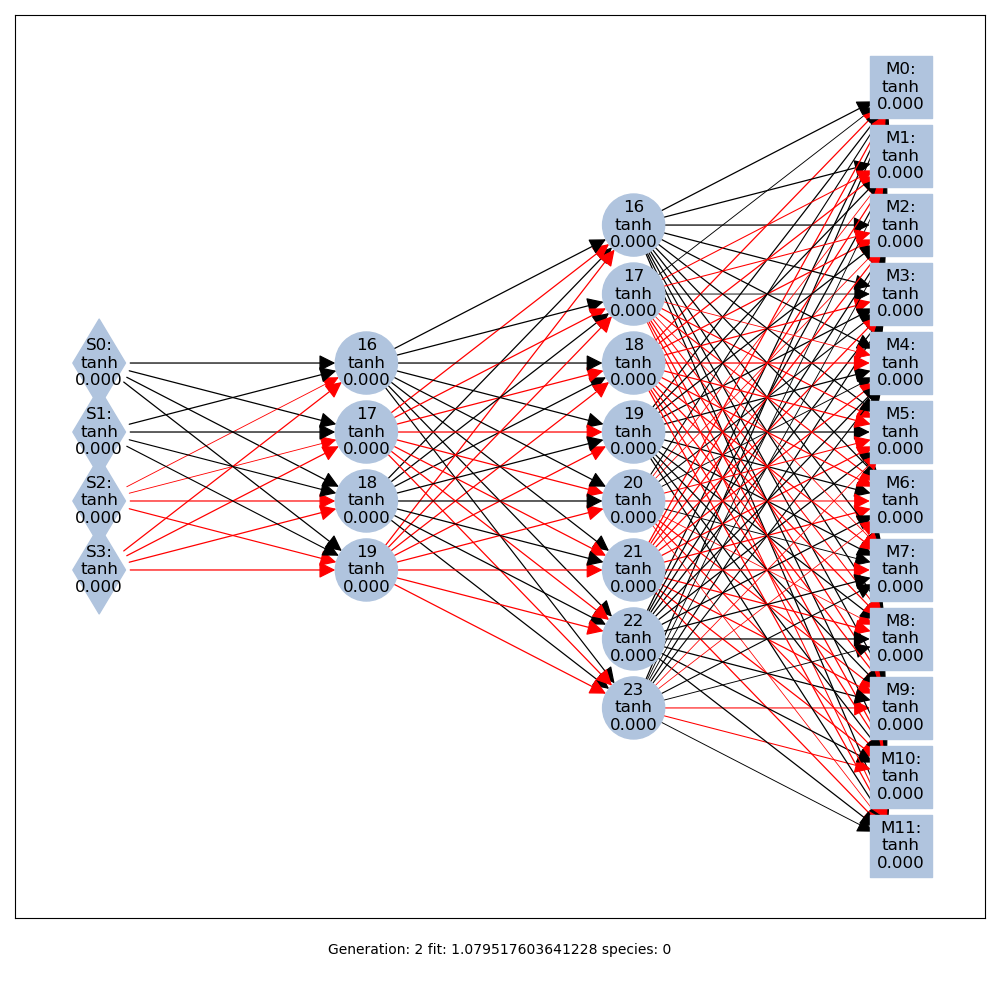 S0:
tanh
0.000
S1:
tanh
0.000
S2:
tanh
0.000
S3:
tanh
0.000
16
tanh
0.000
17
tanh
0.000
18
tanh
0.000
19
tanh
0.000
16
tanh
0.000
17
tanh
0.000
18
tanh
0.000
19
tanh
0.000
20
tanh
0.000
21
tanh
0.000
22
tanh
0.000
23
tanh
0.000
M0:
tanh
0.000
M1:
tanh
0.000
M2:
tanh
0.000
M3:
tanh
0.000
M4:
tanh
0.000
M5:
tanh
0.000
M6:
tanh
0.000
M7:
tanh
0.000
M8:
tanh
0.000
M9:
tanh
0.000
M10:
tanh
0.000
M11:
tanh
0.000
Generation: 2 fit: 1.079517603641228 species: 0